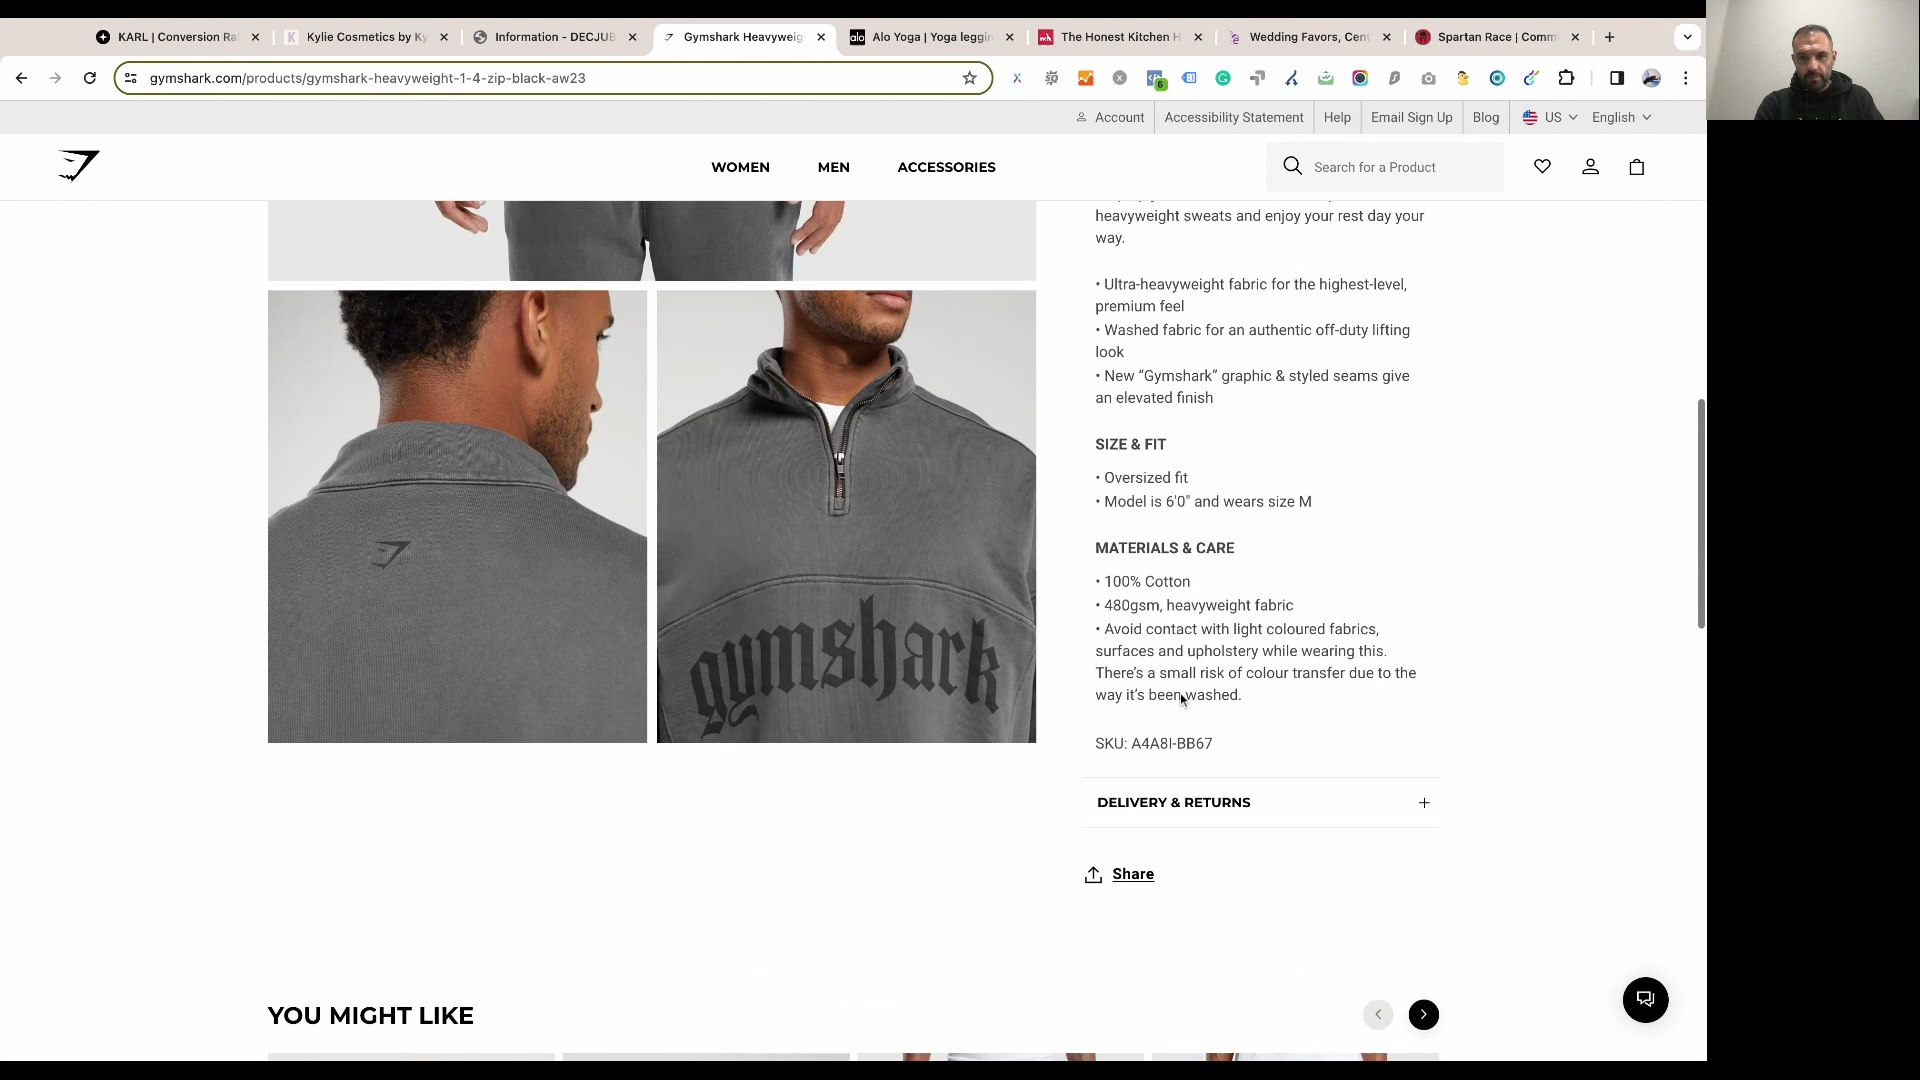 KARL | Conversion Ra
Kylie Cosmetics by Ky
Information - DECJUB
Gymshark Heavyweig
alo
Alo Yoga | Yoga leggin
The Honest Kitchen H
Wedding Favors, Cen
Spartan Race | Comm
gymshark.com/products/gymshark-heavyweight-1-4-zip-black-aw23
6
Account
Accessibility Statement
Help
Email Sign Up
Blog
US
English
WOMEN
MEN
ACCESSORIES
Search for a Product
heavyweight sweats and enjoy your rest day your
way.
• Ultra-heavyweight fabric for the highest-level,
premium feel
• Washed fabric for an authentic off-duty lifting
look
• New “Gymshark” graphic & styled seams give
an elevated finish
SIZE & FIT
• Oversized fit
• Model is 6'0" and wears size M
MATERIALS & CARE
• 100% Cotton
• 480gsm, heavyweight fabric
• Avoid contact with light coloured fabrics,
surfaces and upholstery while wearing this.
There’s a small risk of colour transfer due to the
way it’s been washed.
SKU: A4A8I-BB67
gymshark
DELIVERY & RETURNS
Share
YOU MIGHT LIKE